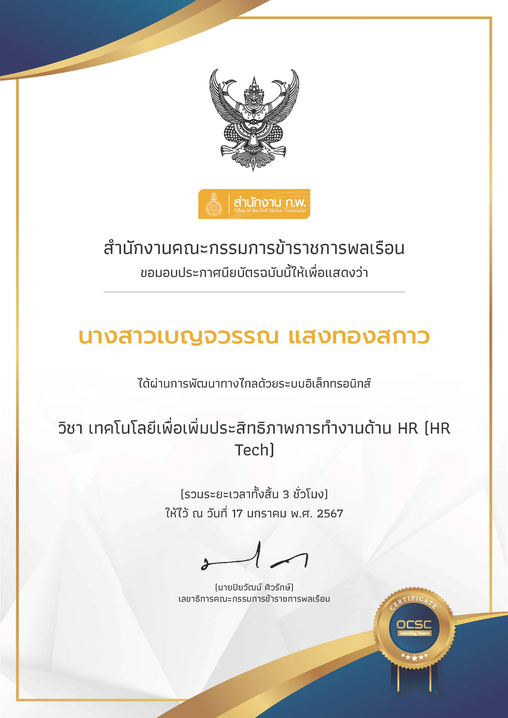 สำนักงาน ก.พ.
Office of the Civil Service Commission
สำนักงานคณะกรรมการข้าราชการพลเรือน
ขอมอบประกาศนียบัตรฉบับนี้ให้เพื่อแสดงว่า
นางสาวเบญจวรรณ แสงทองสกาว
ได้ผ่านการพัฒนาทางไกลด้วยระบบอิเล็กทรอนิกส์
วิชา เทคโนโลยีเพื่อเพิ่มประสิทธิภาพการทำงานด้าน HR (HR
Tech)
(รวมระยะเวลาทั้งสิ้น 3 ชั่วโมง)
ให้ไว้ ณ วันที่ 17 มกราคม พ.ศ. 2567
(นายปิยวัฒน์ ศิวรักษ์)
เลขาธิการคณะกรรมการข้าราชการพลเรือน
CERTIFICATE
OCSC
Learning Space